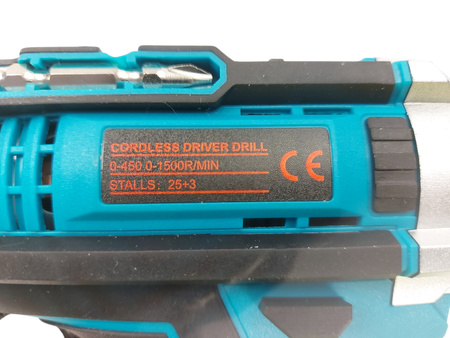 CORDLESS DRIVER DRILL
0-450 0-1500R/MIN
STALLS: 25+3
CE